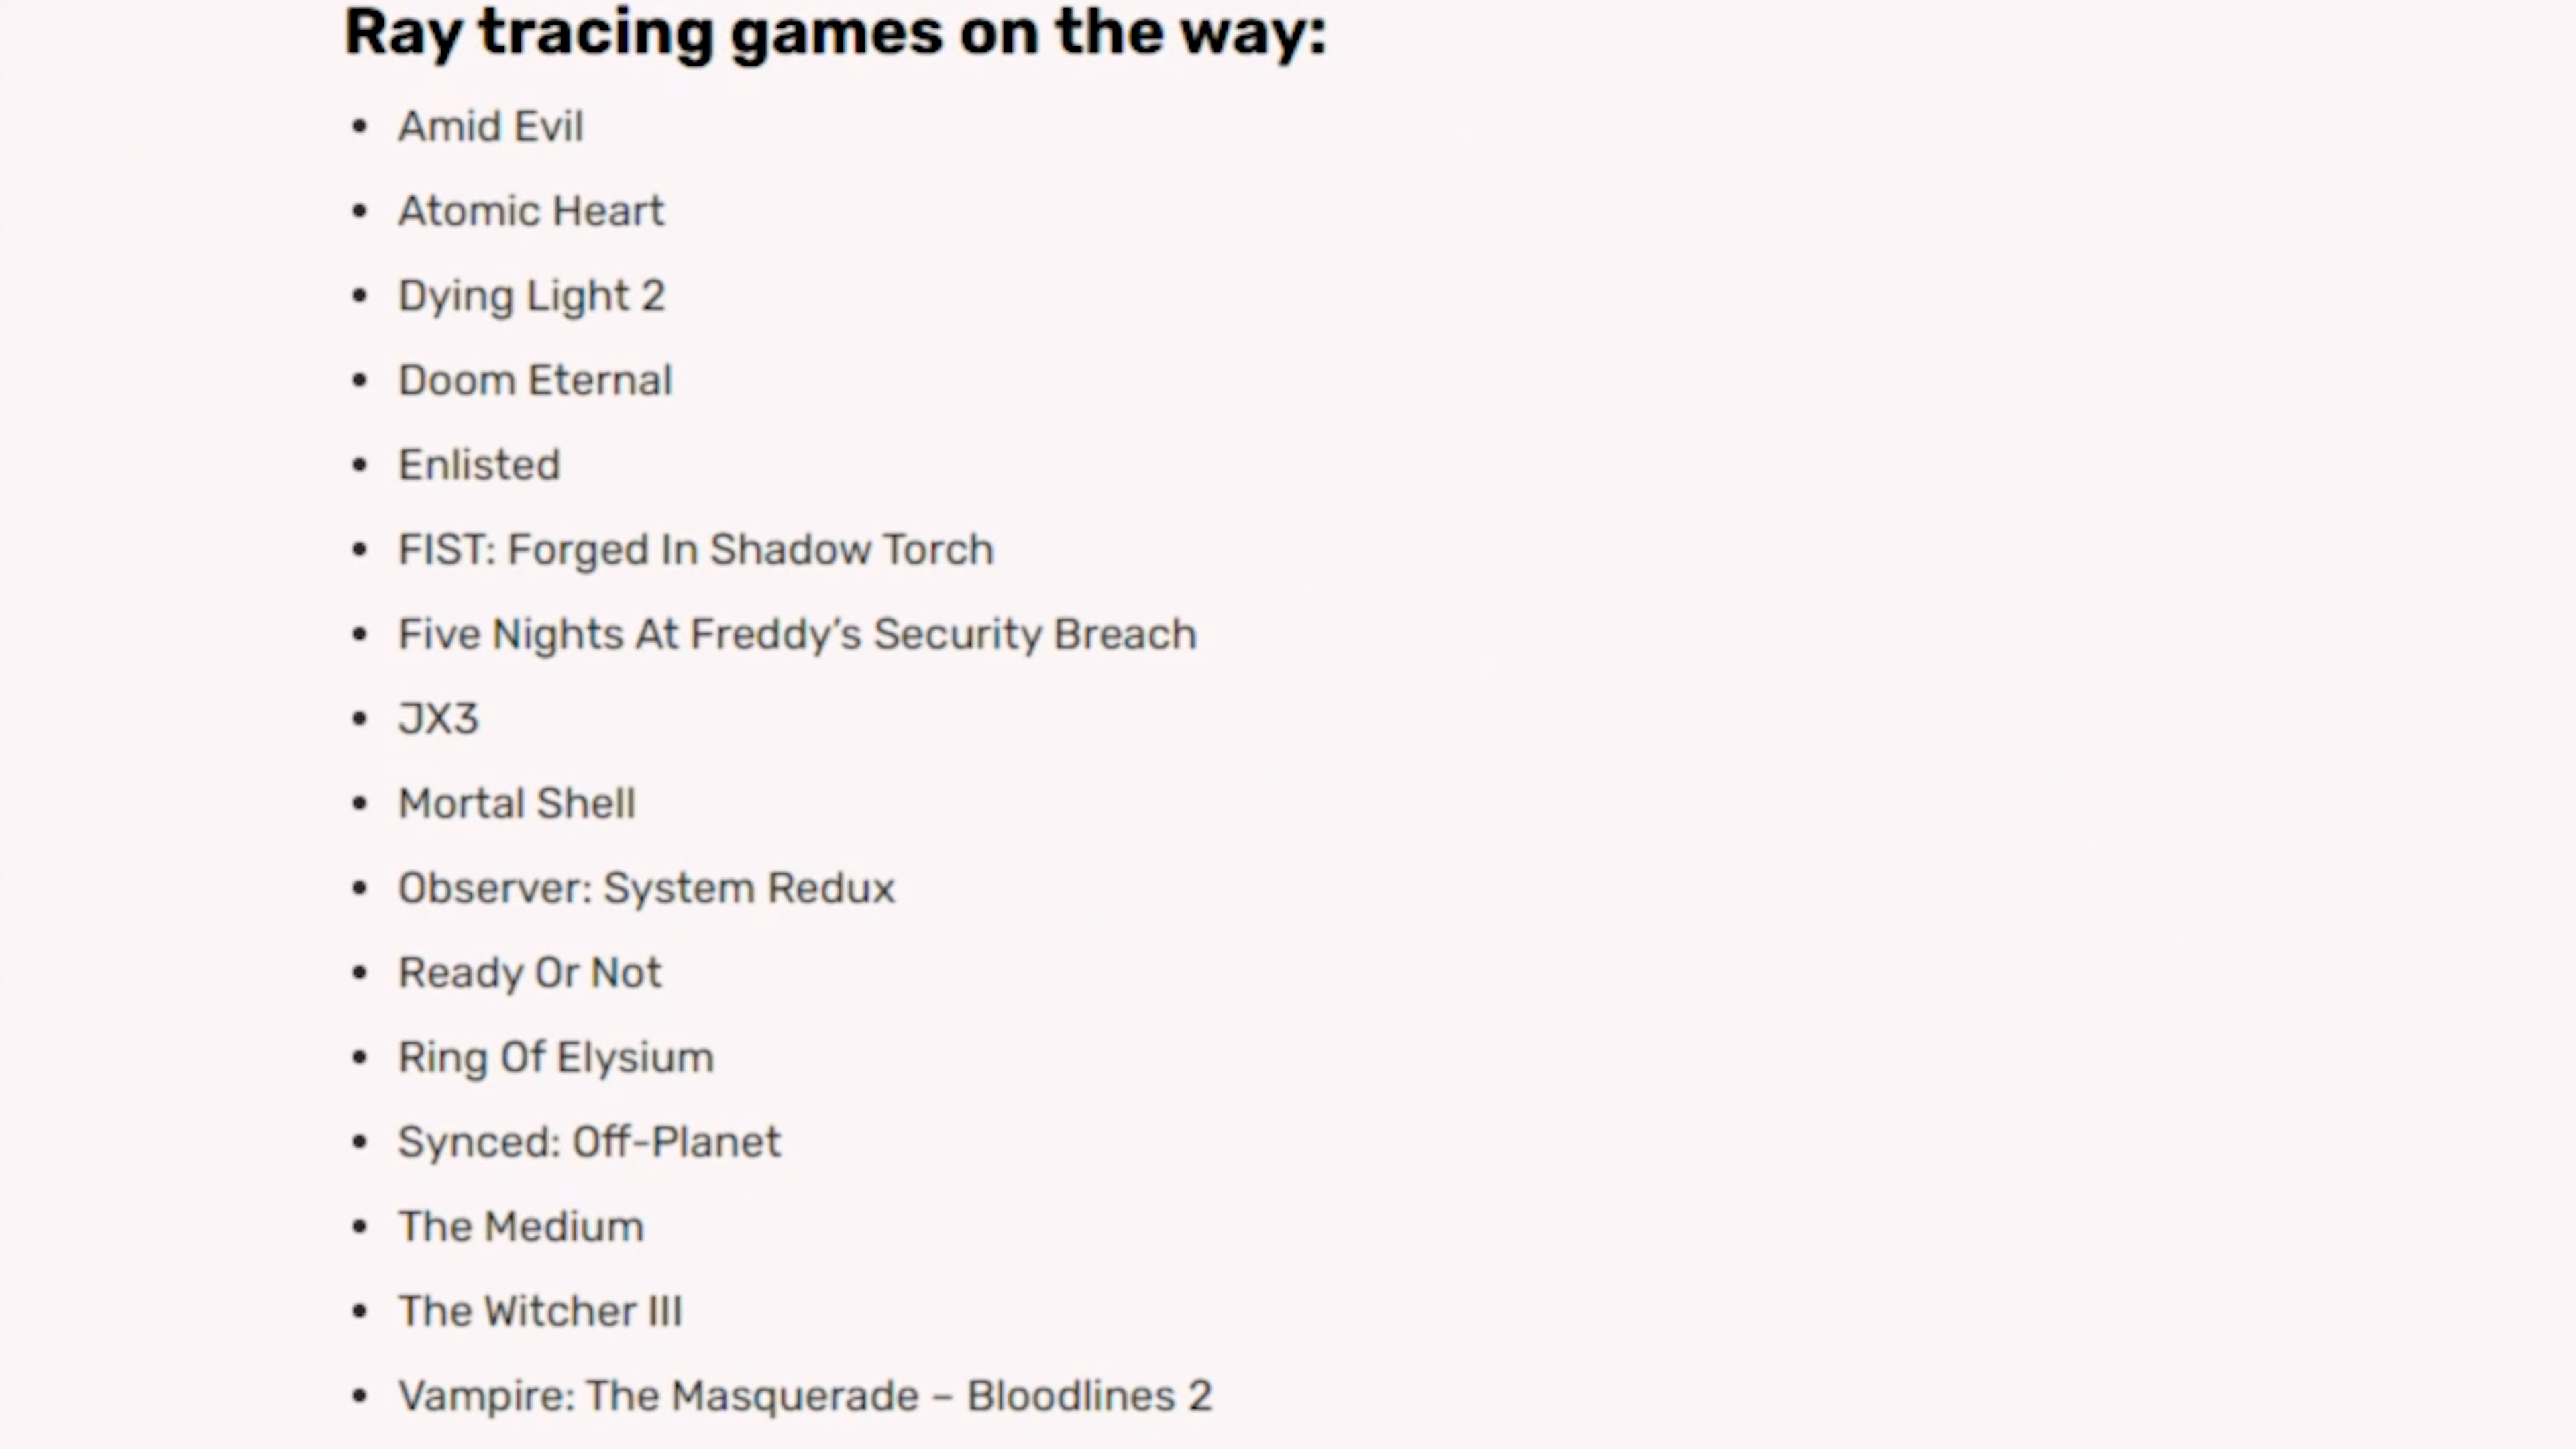 Ray tracing games on the way:
• Amid Evil
• Atomic Heart
• Dying Light 2
• Doom Eternal
• Enlisted
• FIST: Forged In Shadow Torch
• Five Nights At Freddy’s Security Breach
• JX3
• Mortal Shell
• Observer: System Redux
• Ready Or Not
• Ring Of Elysium
• Synced: Off-Planet
• The Medium
• The Witcher III
• Vampire: The Masquerade – Bloodlines 2